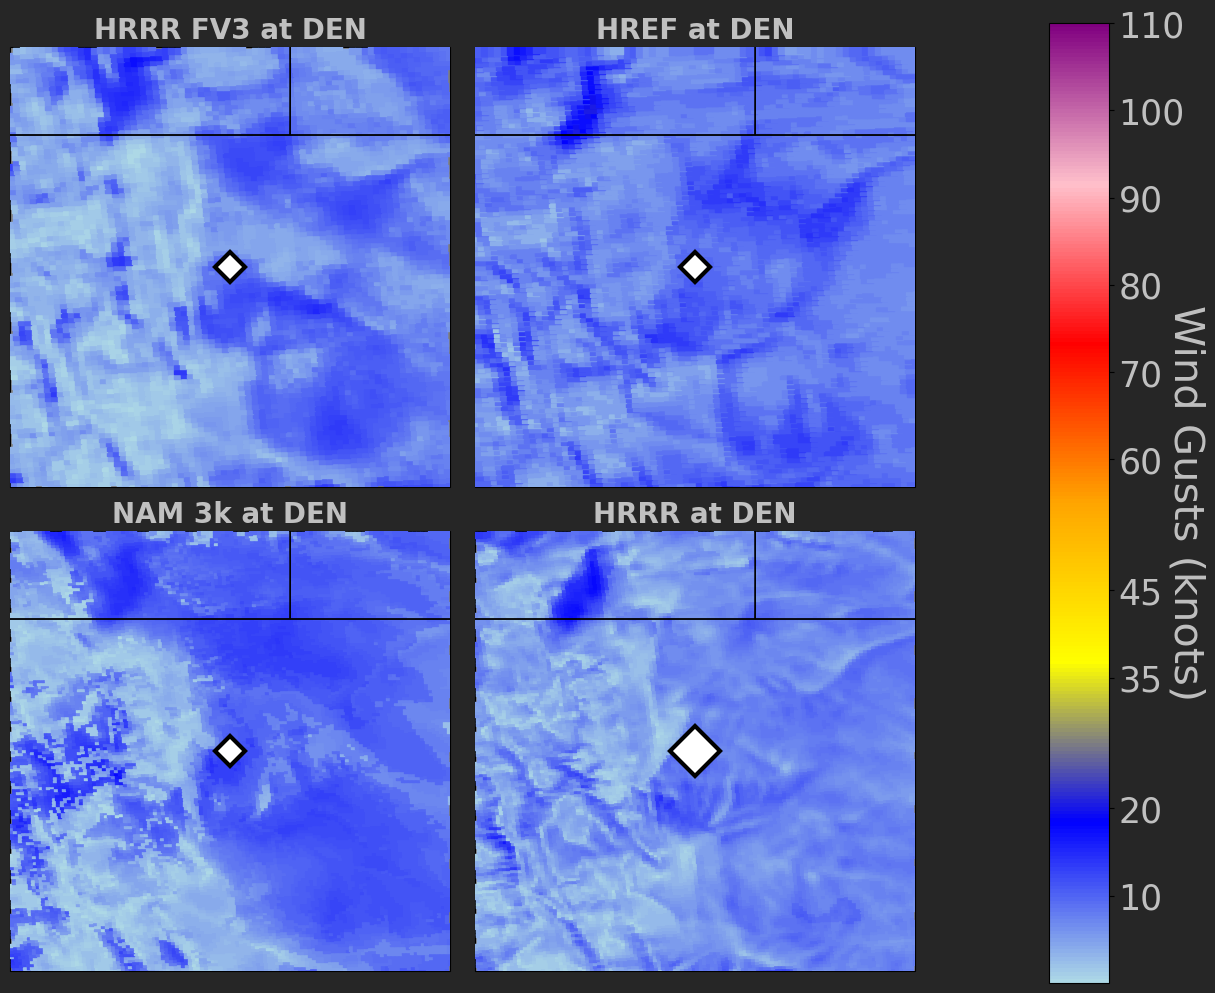 HRRR FV3 at DEN
HREF at DEN
NAM 3k at DEN
HRRR at DEN
110
100
90
80
70
60
45
35
20
10
Wind Gusts (knots)